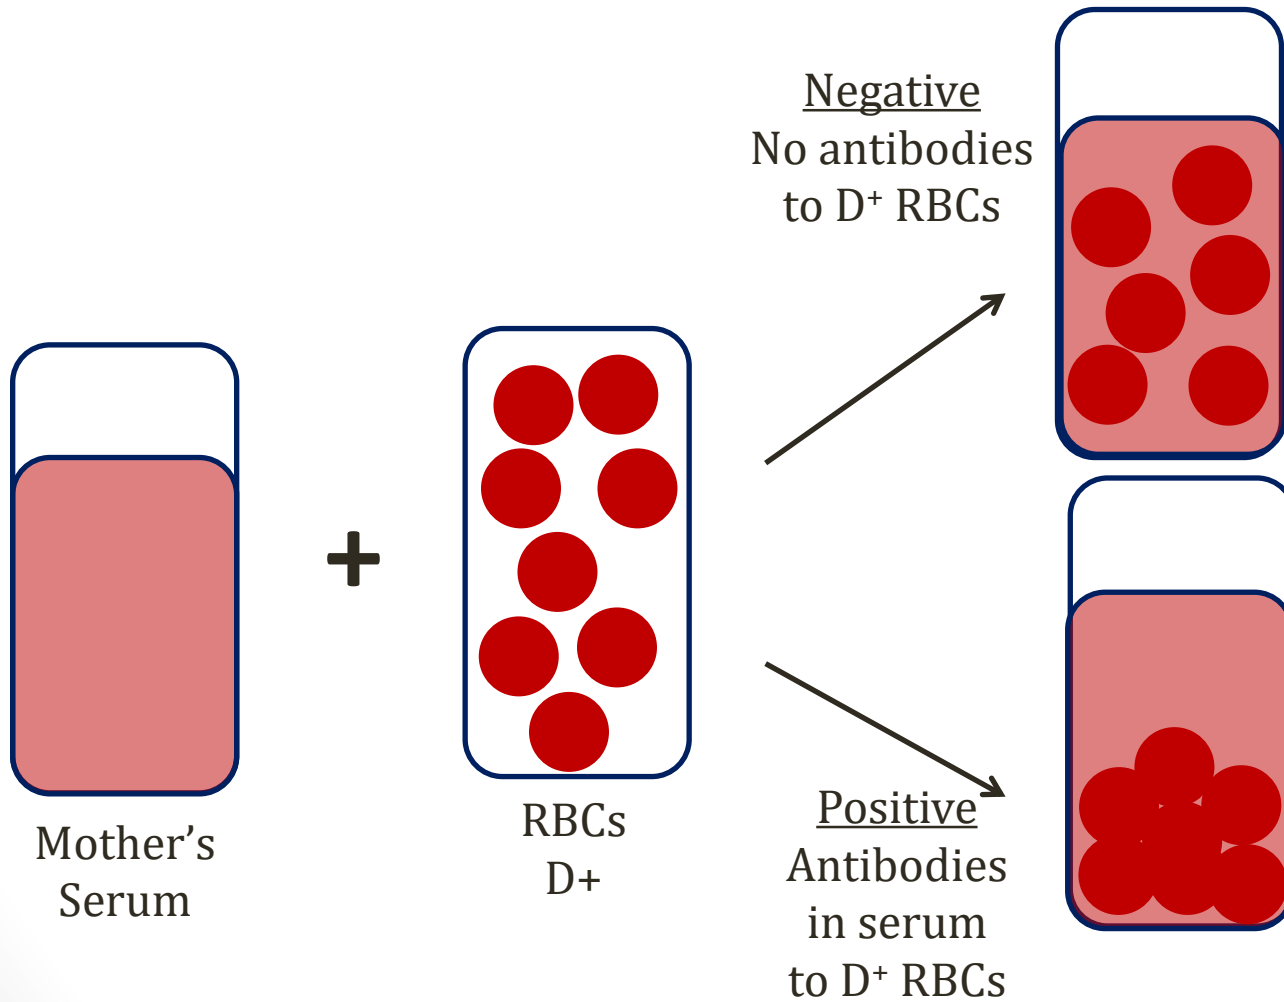 Negative
No antibodies
to D⁺ RBCs
+
Mother’s
Serum
RBCs
D+
Positive
Antibodies
in serum
to D⁺ RBCs